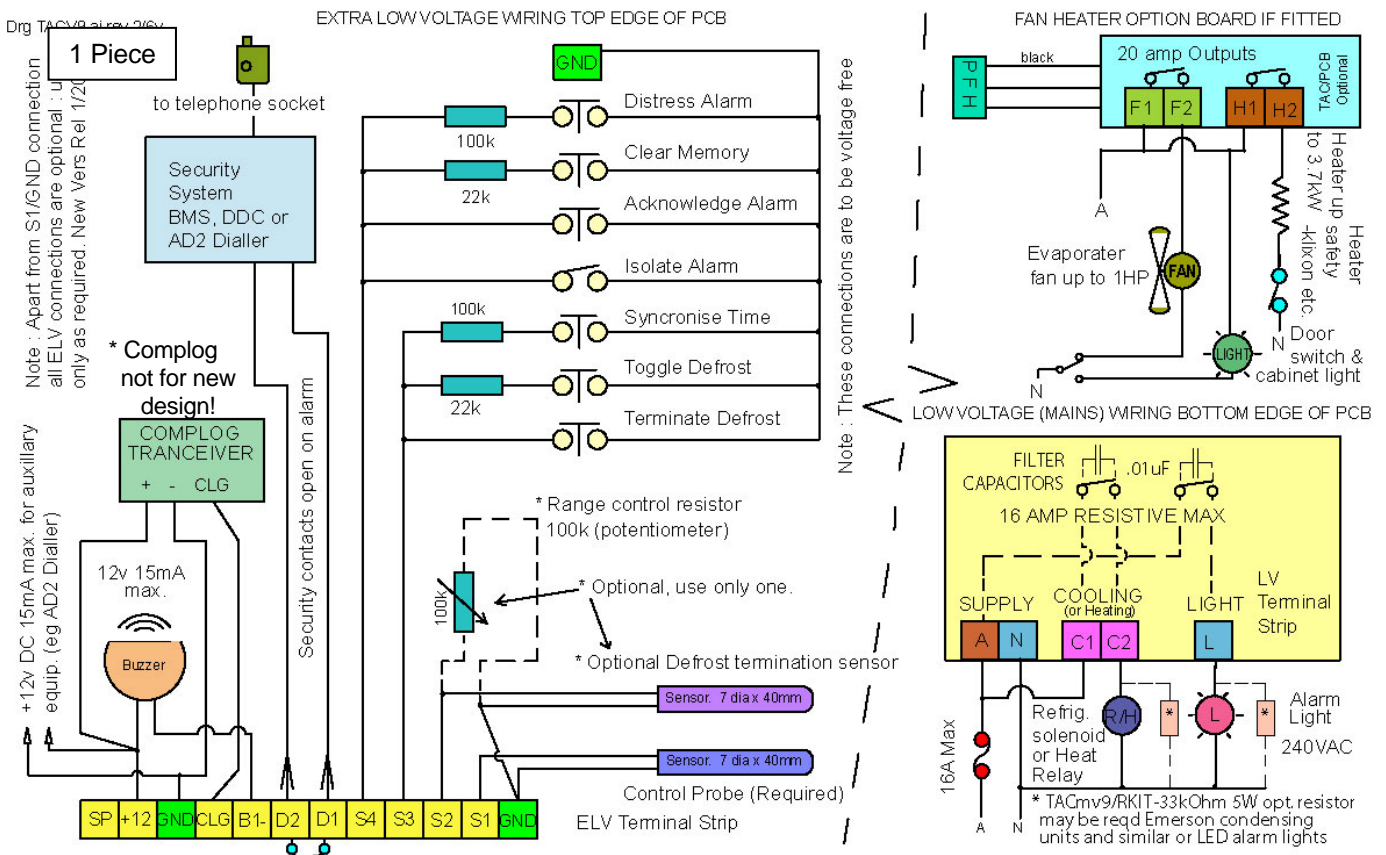 Drg TACV9.ai rev 2/6v
EXTRA LOW VOLTAGE WIRING TOP EDGE OF PCB
FAN HEATER OPTION BOARD IF FITTED
1 Piece
Note : Apart from S1/GND connection
all ELV connections are optional : u
only as required. New Vers Rel 1/20
to telephone socket
Security
System
BMS, DDC or
AD2 Dialler
* Complog
not for new
design!
COMPLOG
TRANCEIVER
+ - CLG
+12v DC 15mA max. for auxillary
equip. (eg AD2 Dialler)
12v 15mA
max.
Buzzer
Security contacts open on alarm
GND
Distress Alarm
100k
Clear Memory
22k
Acknowledge Alarm
Isolate Alarm
100k
Syncronise Time
Toggle Defrost
22k
Terminate Defrost
Note : These connections are to be voltage free
* Range control resistor
100k (potentiometer)
100k
* Optional, use only one.
* Optional Defrost termination sensor
Sensor. 7 dia x 40mm
Sensor. 7 dia x 40mm
Control Probe (Required)
SP +12 GND CLG B1- D2 D1 S4 S3 S2 S1 GND
ELV Terminal Strip
PFH
black
20 amp Outputs
F1 F2 H1 H2
TAC/PCB
Optional
A
Evaporater
fan up to 1HP
FAN
Heater up
to 3.7kW
Heater
safety
-Klixon etc.
N
LIGHT
N
Door
switch &
cabinet light
LOW VOLTAGE (MAINS) WIRING BOTTOM EDGE OF PCB
FILTER
CAPACITORS
.01uF
16 AMP RESISTIVE MAX
SUPPLY
COOLING
(or Heating)
LIGHT
LV
Terminal
Strip
A N C1 C2 L
16A Max
Refrig.
solenoid
or Heat
Relay
R/H
*
L
*
Alarm
Light
240VAC
A N
* TACmv9/RKIT-33kOhm 5W opt. resistor
may be reqd Emerson condensing
units and similar or LED alarm lights